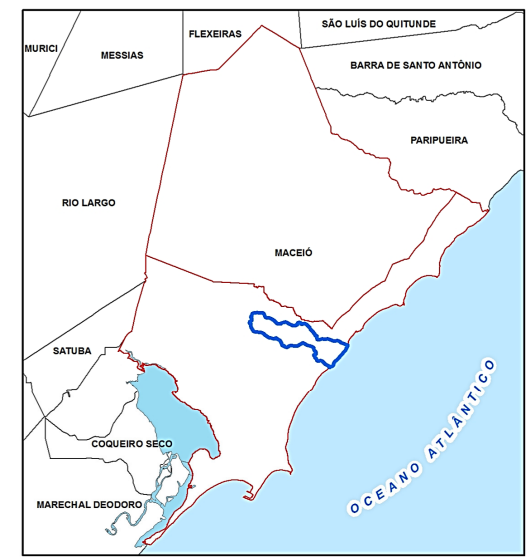 SÃO LUÍS DO QUITUNDE
FLEXEIRAS
MURICI
MESSIAS
BARRA DE SANTO ANTÔNIO
PARIPUEIRA
RIO LARGO
MACEIÓ
SATUBA
COQUEIRO SECO
MARECHAL DEODORO
OCEANO ATLÂNTICO